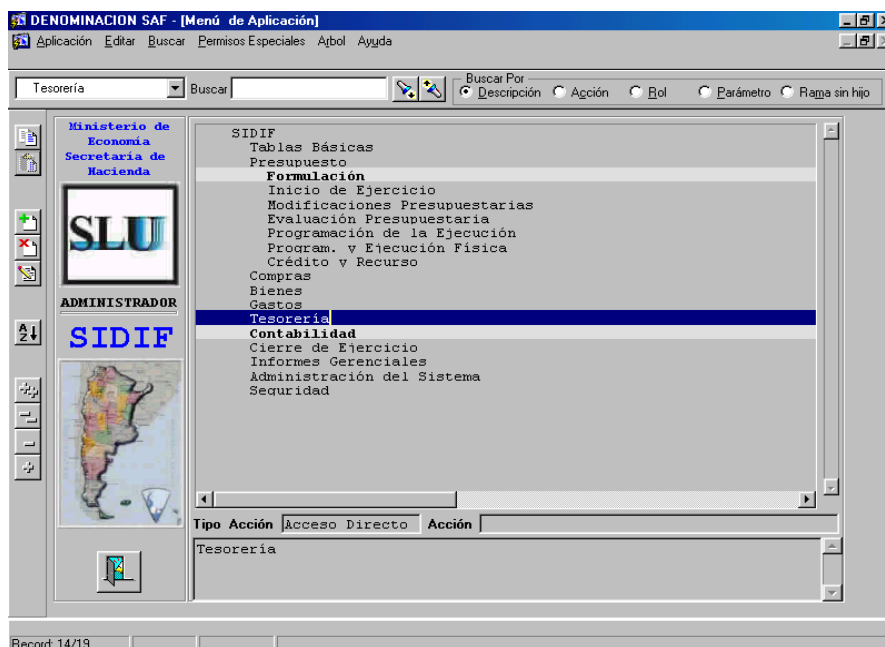 DENOMINACION SAF - [Menú de Aplicación]
Aplicación Editar Buscar Permisos Especiales Arbol Ayuda
Tesorería Buscar Buscar Por
Descripción Acción Rol Parámetro Rama sin hijo
Ministerio de
Economía
Secretaría de
Hacienda
SLU
ADMINISTRADOR
SIDIF
SIDIF
Tablas Básicas
Presupuesto
Formulación
Inicio de Ejercicio
Modificaciones Presupuestarias
Evaluación Presupuestaria
Programación de la Ejecución
Program. y Ejecución Física
Crédito y Recurso
Compras
Bienes
Gastos
Tesorería
Contabilidad
Cierre de Ejercicio
Informes Gerenciales
Administración del Sistema
Seguridad
Tipo Acción Acceso Directo Acción
Tesorería
Record: 14/19